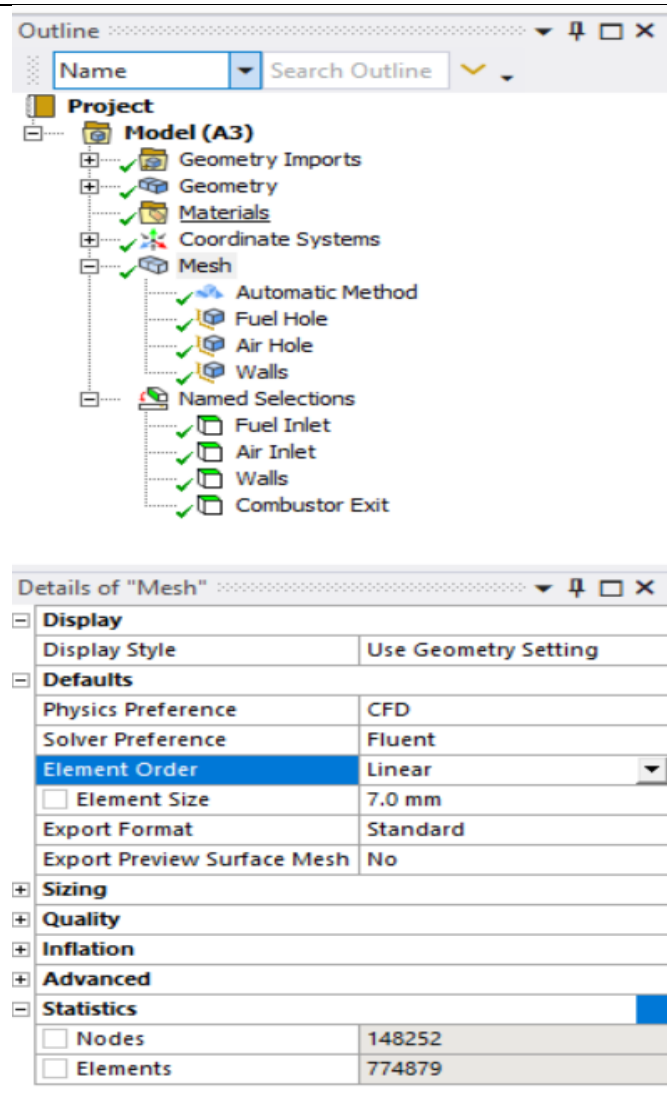 Outline
Name Search Outline
Project
Model (A3)
Geometry Imports
Geometry
Materials
Coordinate Systems
Mesh
Automatic Method
Fuel Hole
Air Hole
Walls
Named Selections
Fuel Inlet
Air Inlet
Walls
Combustor Exit
Details of "Mesh"
Display
Display Style Use Geometry Setting
Defaults
Physics Preference CFD
Solver Preference Fluent
Element Order Linear
Element Size 7.0 mm
Export Format Standard
Export Preview Surface Mesh No
Sizing
Quality
Inflation
Advanced
Statistics
Nodes 148252
Elements 774879